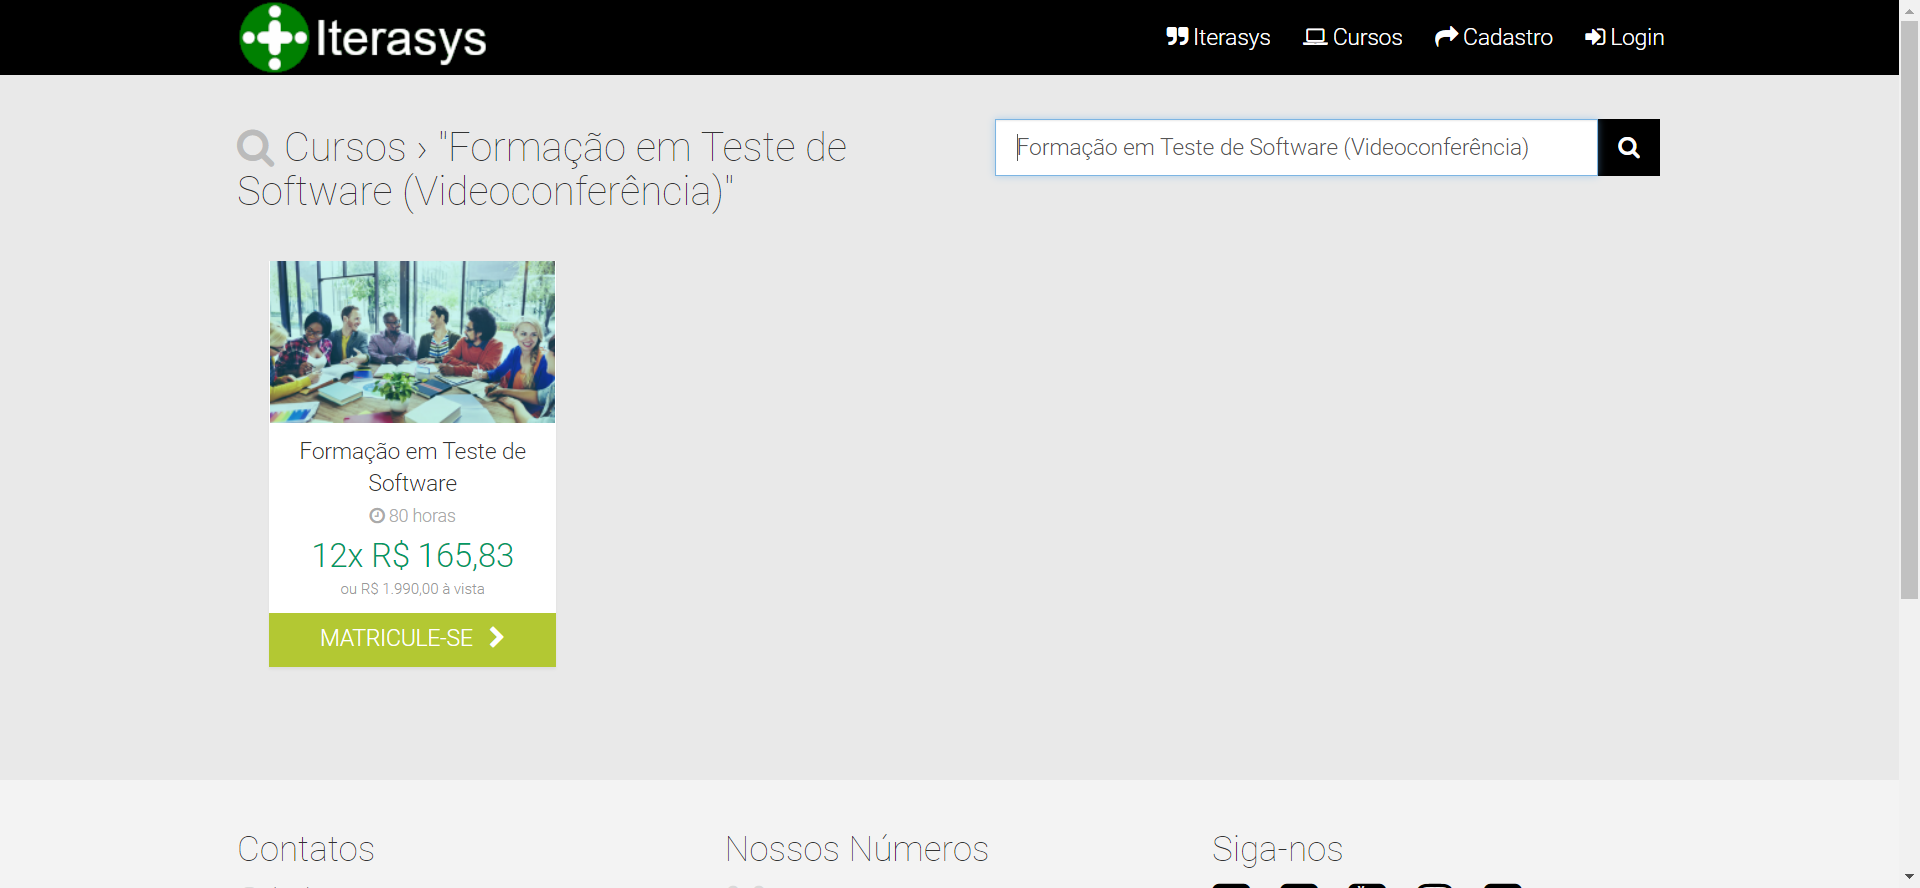 Iterasys
Iterasys
Cursos
Cadastro
Login
Cursos › "Formação em Teste de
Software (Videoconferência)"
Formação em Teste de Software (Videoconferência)
Formação em Teste de
Software
80 horas
12x R$ 165,83
ou R$ 1.990,00 à vista
MATRICULE-SE
Contatos
Nossos Números
Siga-nos